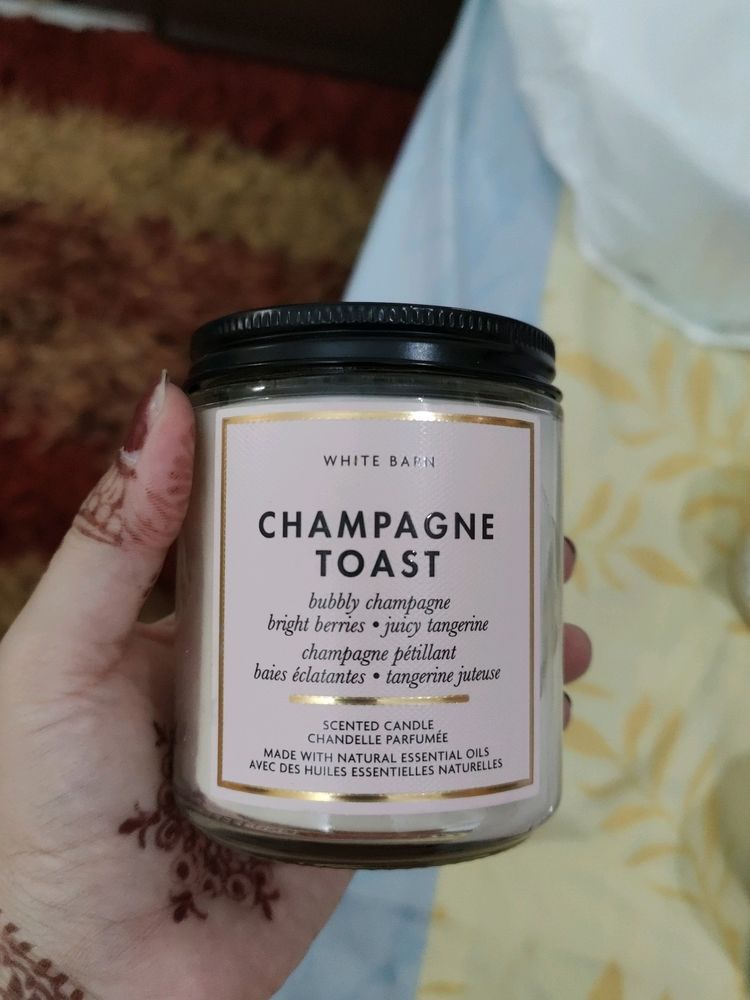 WHITE BARN
CHAMPAGNE
TOAST
bubbly champagne
bright berries • juicy tangerine
champagne pétillant
baies éclatantes • tangerine juteuse
SCENTED CANDLE
CHANDELLE PARFUMÉE
MADE WITH NATURAL ESSENTIAL OILS
AVEC DES HUILES ESSENTIELLES NATURELLES